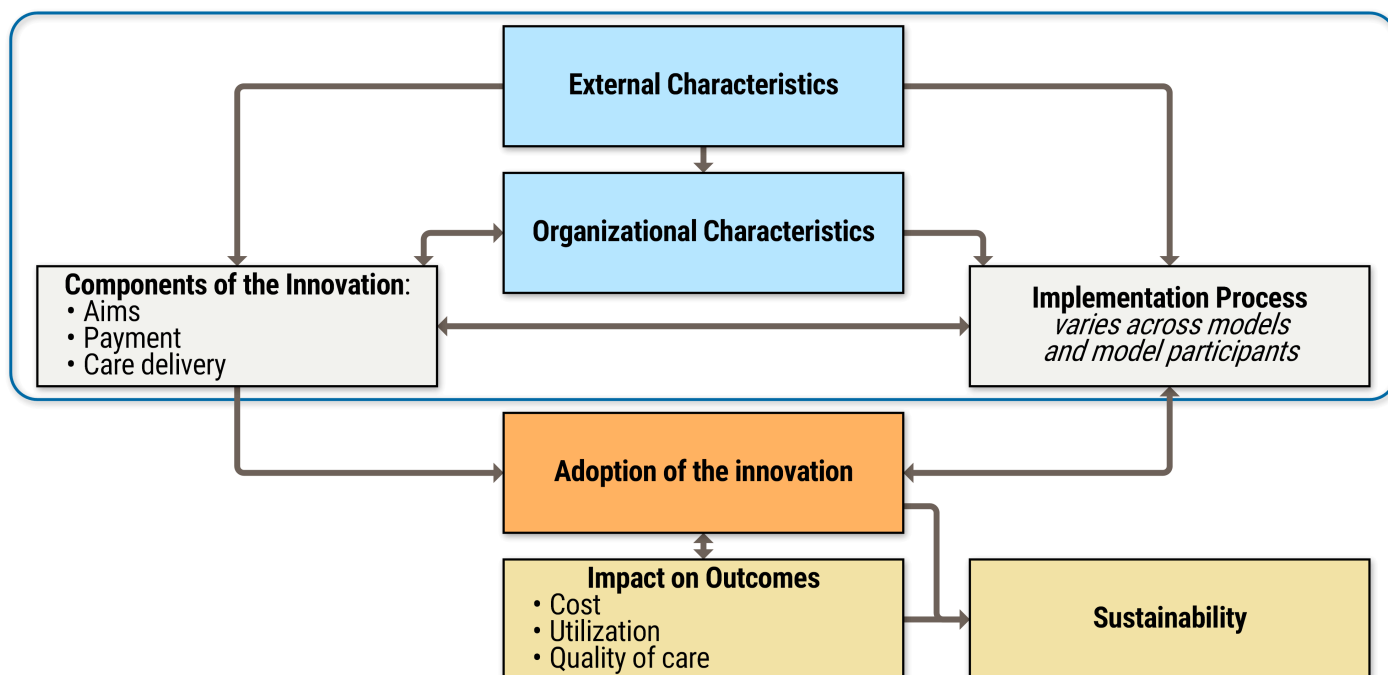 External Characteristics
Organizational Characteristics
Components of the Innovation:
• Aims
• Payment
• Care delivery
Implementation Process
varies across models
and model participants
Adoption of the innovation
Impact on Outcomes
• Cost
• Utilization
• Quality of care
Sustainability